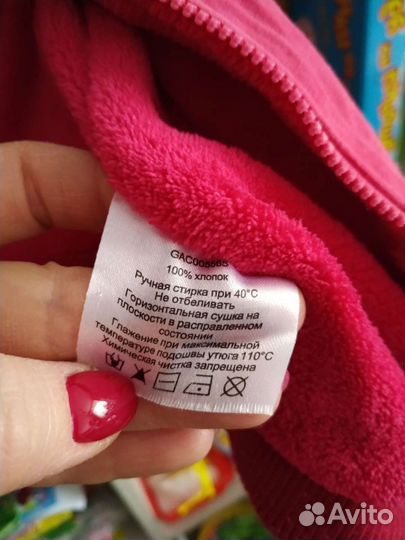 GAC005585
100% хлопок
Ручная стирка при 40°C
Не отбеливать
Горизонтальная сушка на
плоскости в расправленном
состоянии
Глажение при максимальной
температуре подошвы утюга 110°C
Химическая чистка запрещена
Avito